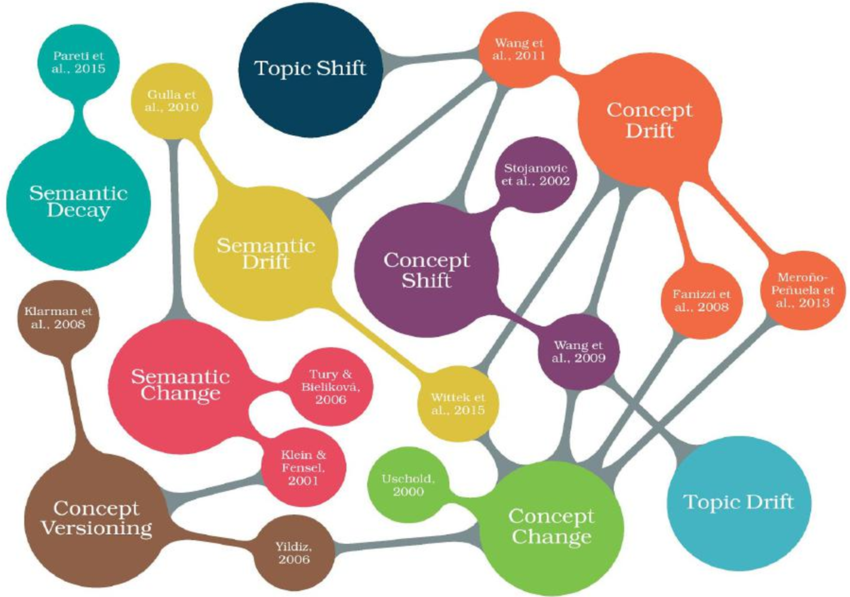 Pareti et
al., 2015
Topic Shift
Wang et
al., 2011
Gulla et
al., 2010
Concept
Drift
Semantic
Decay
Stojanovic
et al., 2002
Semantic
Drift
Concept
Shift
Klarman et
al., 2008
Fanizzi et
al., 2008
Meroño-
Peñuela et
al., 2013
Wang et
al., 2009
Semantic
Change
Tury &
Bieliková,
2006
Wittek et
al., 2015
Klein &
Fensel,
2001
Uschold,
2000
Concept
Versioning
Yildiz,
2006
Concept
Change
Topic Drift